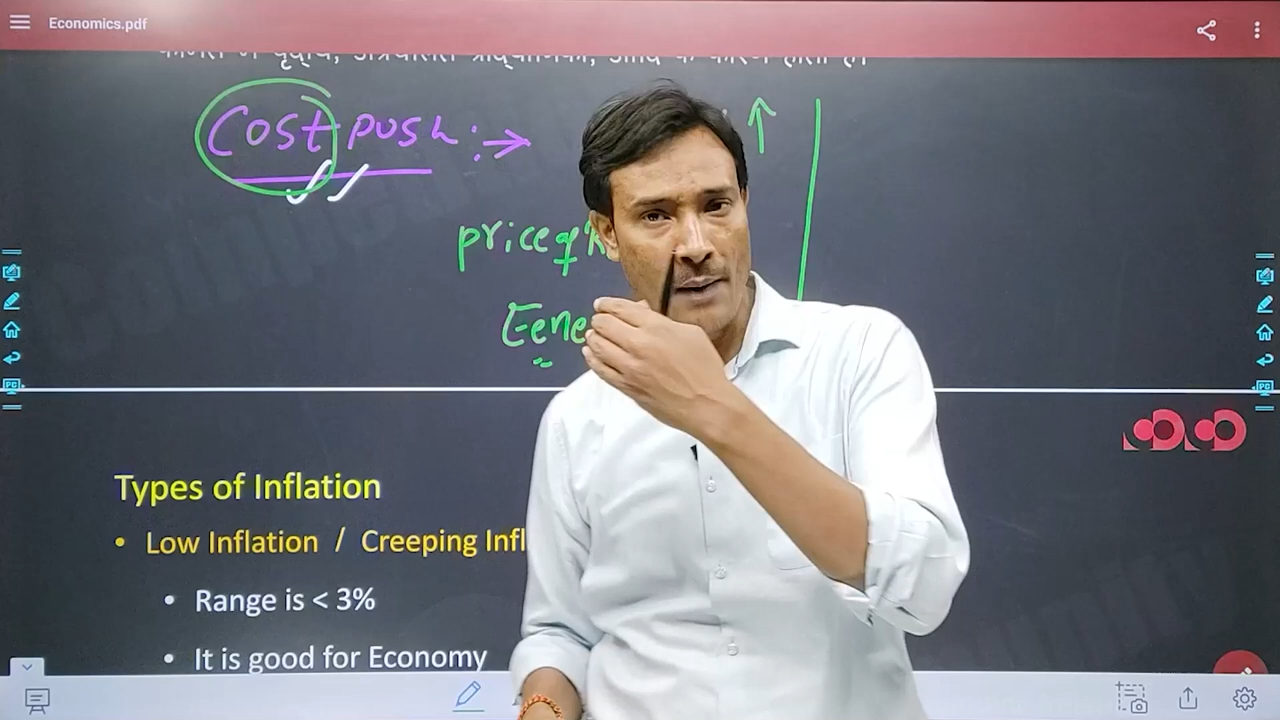 Economics.pdf
Cost push :→
price of
Types of Inflation
• Low Inflation / Creeping Infl
• Range is < 3%
• It is good for Economy